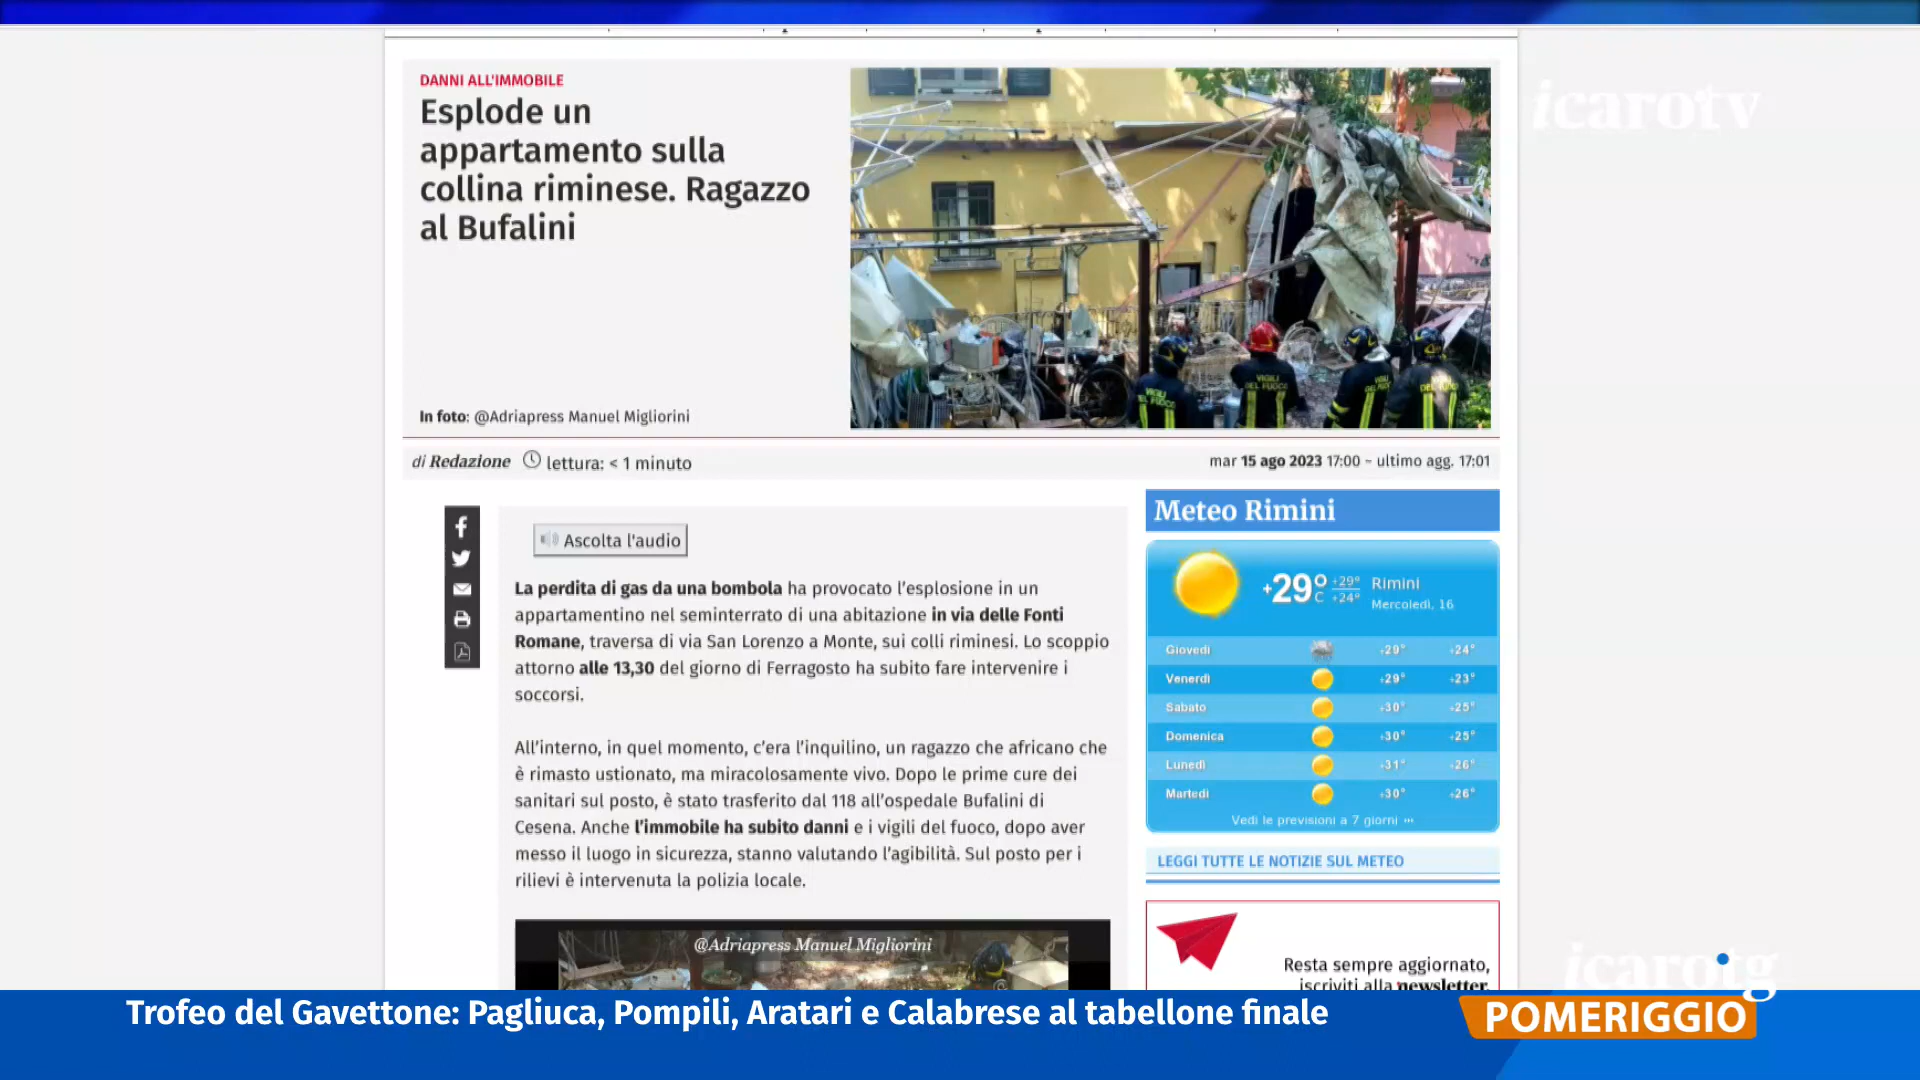 icarotv
DANNI ALL'IMMOBILE
Esplode un
appartamento sulla
collina riminese. Ragazzo
al Bufalini
In foto: @Adriapress Manuel Migliorini
VIGILI
DEL FUOCO
di Redazione lettura: < 1 minuto
mar 15 ago 2023 17:00 ~ ultimo agg. 17:01
Ascolta l'audio
La perdita di gas da una bombola ha provocato l’esplosione in un
appartamentino nel seminterrato di una abitazione in via delle Fonti
Romane, traversa di via San Lorenzo a Monte, sui colli riminesi. Lo scoppio
attorno alle 13,30 del giorno di Ferragosto ha subito fare intervenire i
soccorsi.
All’interno, in quel momento, c’era l’inquilino, un ragazzo che africano che
è rimasto ustionato, ma miracolosamente vivo. Dopo le prime cure dei
sanitari sul posto, è stato trasferito dal 118 all’ospedale Bufalini di
Cesena. Anche l’immobile ha subito danni e i vigili del fuoco, dopo aver
messo il luogo in sicurezza, stanno valutando l’agibilità. Sul posto per i
rilievi è intervenuta la polizia locale.
@Adriapress Manuel Migliorini
Meteo Rimini
+29° C +29° +24° Rimini
Mercoledì, 16
Giovedì +29° +24°
Venerdì +29° +23°
Sabato +30° +25°
Domenica +30° +25°
Lunedì +31° +26°
Martedì +30° +26°
Vedi le previsioni a 7 giorni
LEGGI TUTTE LE NOTIZIE SUL METEO
Resta sempre aggiornato,
iscriviti alla newsletter.
icarotg
POMERIGGIO
Trofeo del Gavettone: Pagliuca, Pompili, Aratari e Calabrese al tabellone finale